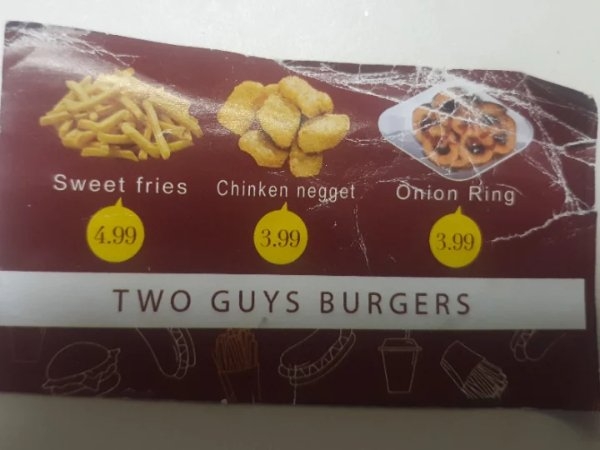 Sweet fries Chinken negget Onion Ring
4.99 3.99 3.99
TWO GUYS BURGERS